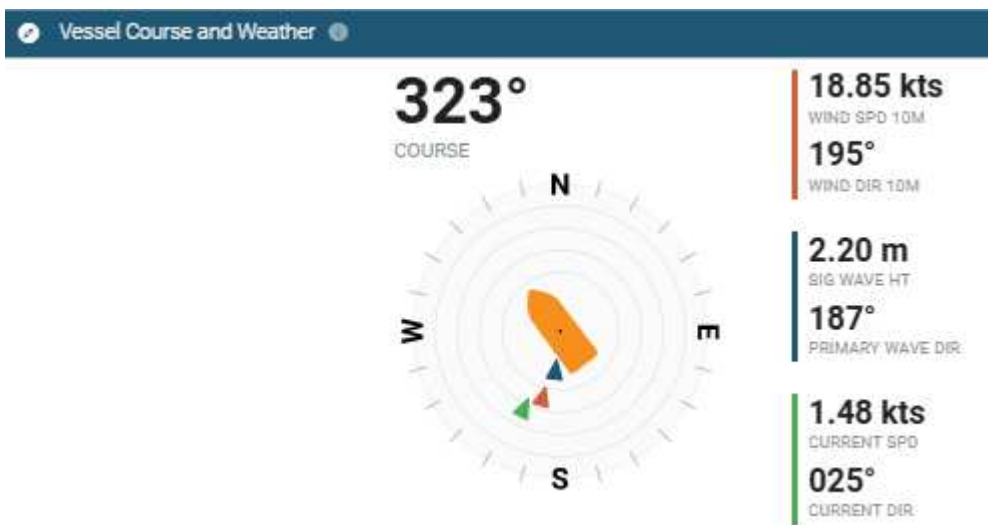 Vessel Course and Weather
323°
COURSE
N
W
E
S
18.85 kts
WIND SPD 10M
195°
WIND DIR 10M
2.20 m
SIG WAVE HT
187°
PRIMARY WAVE DIR
1.48 kts
CURRENT SPD
025°
CURRENT DIR